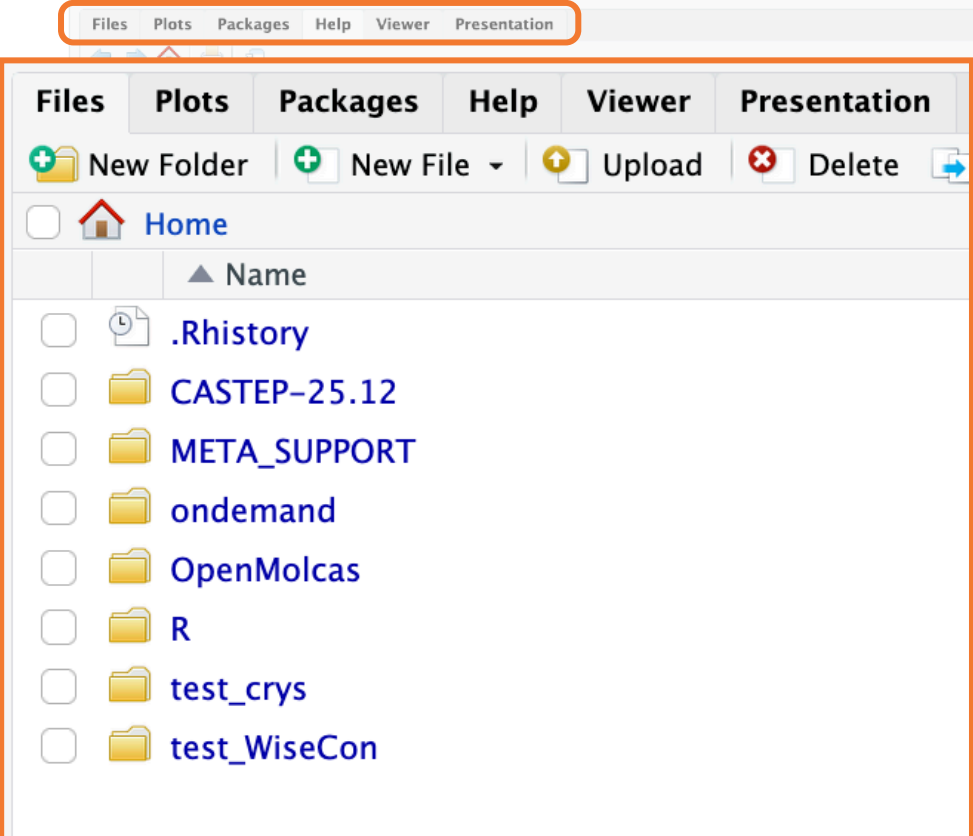 Files Plots Packages Help Viewer Presentation
Files Plots Packages Help Viewer Presentation
New Folder New File Upload Delete
Home
Name
.Rhistory
CASTEP-25.12
META_SUPPORT
ondemand
OpenMolcas
R
test_crys
test_WiseCon